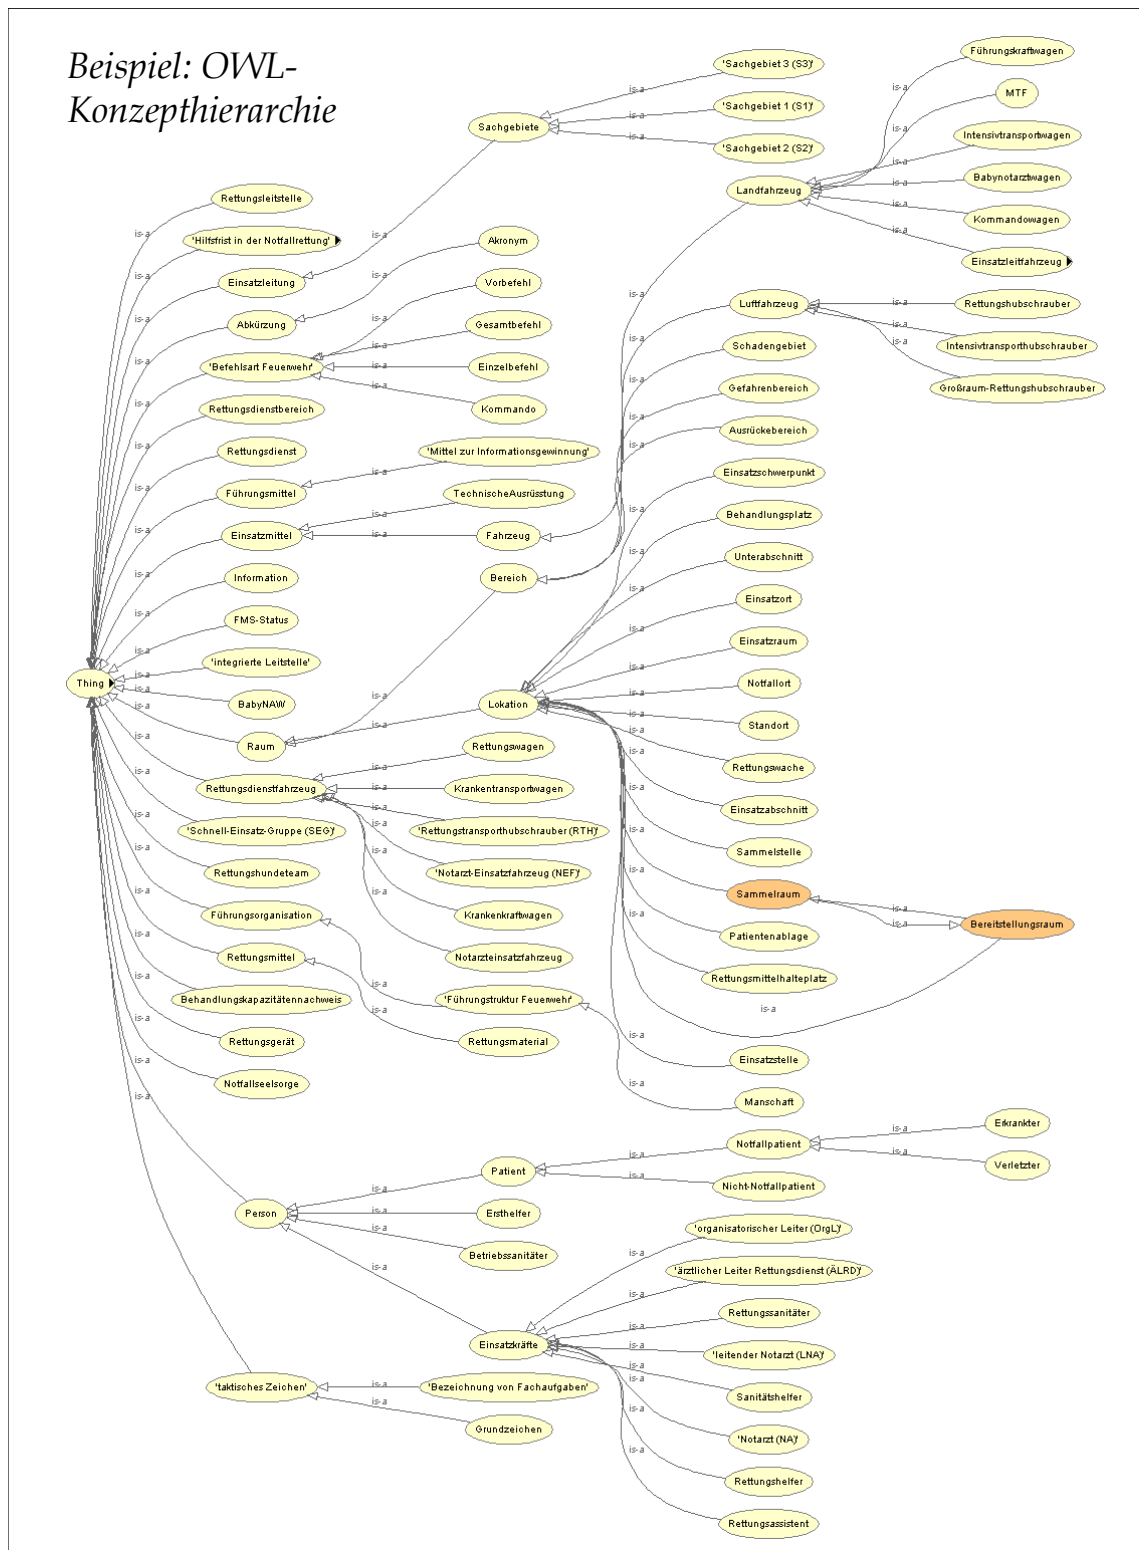 Beispiel: OWL-
Konzepthierarchie
Thing
Rettungsleitstelle
'Hilfsfrist in der Notfallrettung'
Einsatzleitung
Abkürzung
'Befehlsart Feuerwehr'
Rettungsdienstbereich
Rettungsdienst
Führungsmittel
Einsatzmittel
Information
FMS-Status
'integrierte Leitstelle'
BabyNAW
Raum
Rettungsdienstfahrzeug
'Schnell-Einsatz-Gruppe (SEG)'
Rettungshundeteam
Führungsorganisation
Rettungsmittel
Behandlungskapazitätennachweis
Rettungsgerät
Notfallseelsorge
Person
'taktisches Zeichen'
Sachgebiete
Akronym
Vorbefehl
Gesamtbefehl
Einzelbefehl
Kommando
'Mittel zur Informationsgewinnung'
TechnischeAusrüstung
Fahrzeug
Bereich
Lokation
Rettungswagen
Krankentransportwagen
'Rettungstransporthubschrauber (RTH)'
'Notarzt-Einsatzfahrzeug (NEF)'
Krankenkraftwagen
Notarzteinsatzfahrzeug
'Führungstruktur Feuerwehr'
Rettungsmaterial
Patient
Ersthelfer
Betriebssanitäter
Einsatzkräfte
'Bezeichnung von Fachaufgaben'
Grundzeichen
'Sachgebiet 3 (S3)'
'Sachgebiet 1 (S1)'
'Sachgebiet 2 (S2)'
Landfahrzeug
Luftfahrzeug
Schadengebiet
Gefahrenbereich
Ausrückebereich
Einsatzschwerpunkt
Behandlungsplatz
Unterabschnitt
Einsatzort
Einsatzraum
Notfallort
Standort
Rettungswache
Einsatzabschnitt
Sammelstelle
Sammelraum
Patientenablage
Rettungsmittelhalteplatz
Einsatzstelle
Manschaft
Notfallpatient
Nicht-Notfallpatient
'organisatorischer Leiter (OrgL)'
'ärztlicher Leiter Rettungsdienst (ÄLRD)'
Rettungssanitäter
'leitender Notarzt (LNA)'
Sanitätshelfer
'Notarzt (NA)'
Rettungshelfer
Rettungsassistent
Führungskraftwagen
MTF
Intensivtransportwagen
Babynotarztwagen
Kommandowagen
Einsatzleitfahrzeug
Rettungshubschrauber
Intensivtransporthubschrauber
Großraum-Rettungshubschrauber
Bereitstellungsraum
Erkrankter
Verletzter
is-a